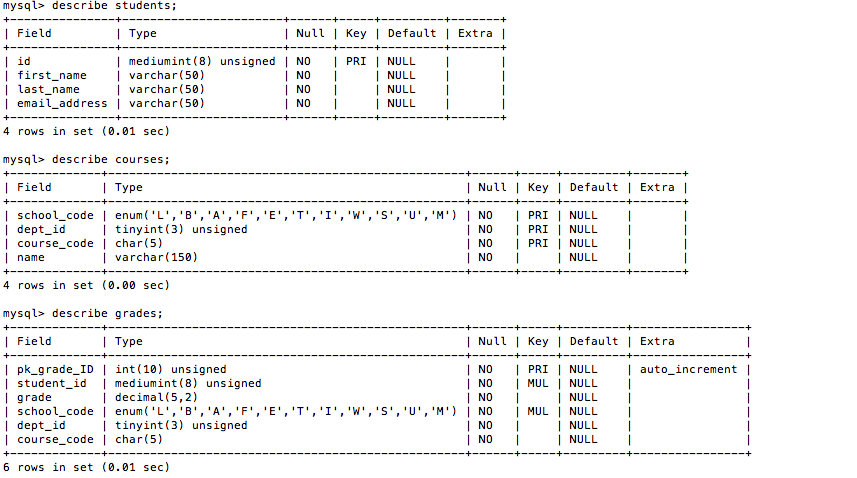 mysql> describe students;
+---------------+-----------------------+------+-----+---------+-------+
| Field         | Type                  | Null | Key | Default | Extra |
+---------------+-----------------------+------+-----+---------+-------+
| id            | mediumint(8) unsigned | NO   | PRI | NULL    |       |
| first_name    | varchar(50)           | NO   |     | NULL    |       |
| last_name     | varchar(50)           | NO   |     | NULL    |       |
| email_address | varchar(50)           | NO   |     | NULL    |       |
+---------------+-----------------------+------+-----+---------+-------+
4 rows in set (0.01 sec)

mysql> describe courses;
+-------------+--------------------------------------------------+------+-----+---------+-------+
| Field       | Type                                             | Null | Key | Default | Extra |
+-------------+--------------------------------------------------+------+-----+---------+-------+
| school_code | enum('L','B','A','F','E','T','I','W','S','U','M') | NO   | PRI | NULL    |       |
| dept_id     | tinyint(3) unsigned                              | NO   | PRI | NULL    |       |
| course_code | char(5)                                          | NO   | PRI | NULL    |       |
| name        | varchar(150)                                     | NO   |     | NULL    |       |
+-------------+--------------------------------------------------+------+-----+---------+-------+
4 rows in set (0.00 sec)

mysql> describe grades;
+-------------+--------------------------------------------------+------+-----+---------+----------------+
| Field       | Type                                             | Null | Key | Default | Extra          |
+-------------+--------------------------------------------------+------+-----+---------+----------------+
| pk_grade_ID | int(10) unsigned                                 | NO   | PRI | NULL    | auto_increment |
| student_id  | mediumint(8) unsigned                            | NO   | MUL | NULL    |                |
| grade       | decimal(5,2)                                     | NO   |     | NULL    |                |
| school_code | enum('L','B','A','F','E','T','I','W','S','U','M') | NO   | MUL | NULL    |                |
| dept_id     | tinyint(3) unsigned                              | NO   |     | NULL    |                |
| course_code | char(5)                                          | NO   |     | NULL    |                |
+-------------+--------------------------------------------------+------+-----+---------+----------------+
6 rows in set (0.01 sec)